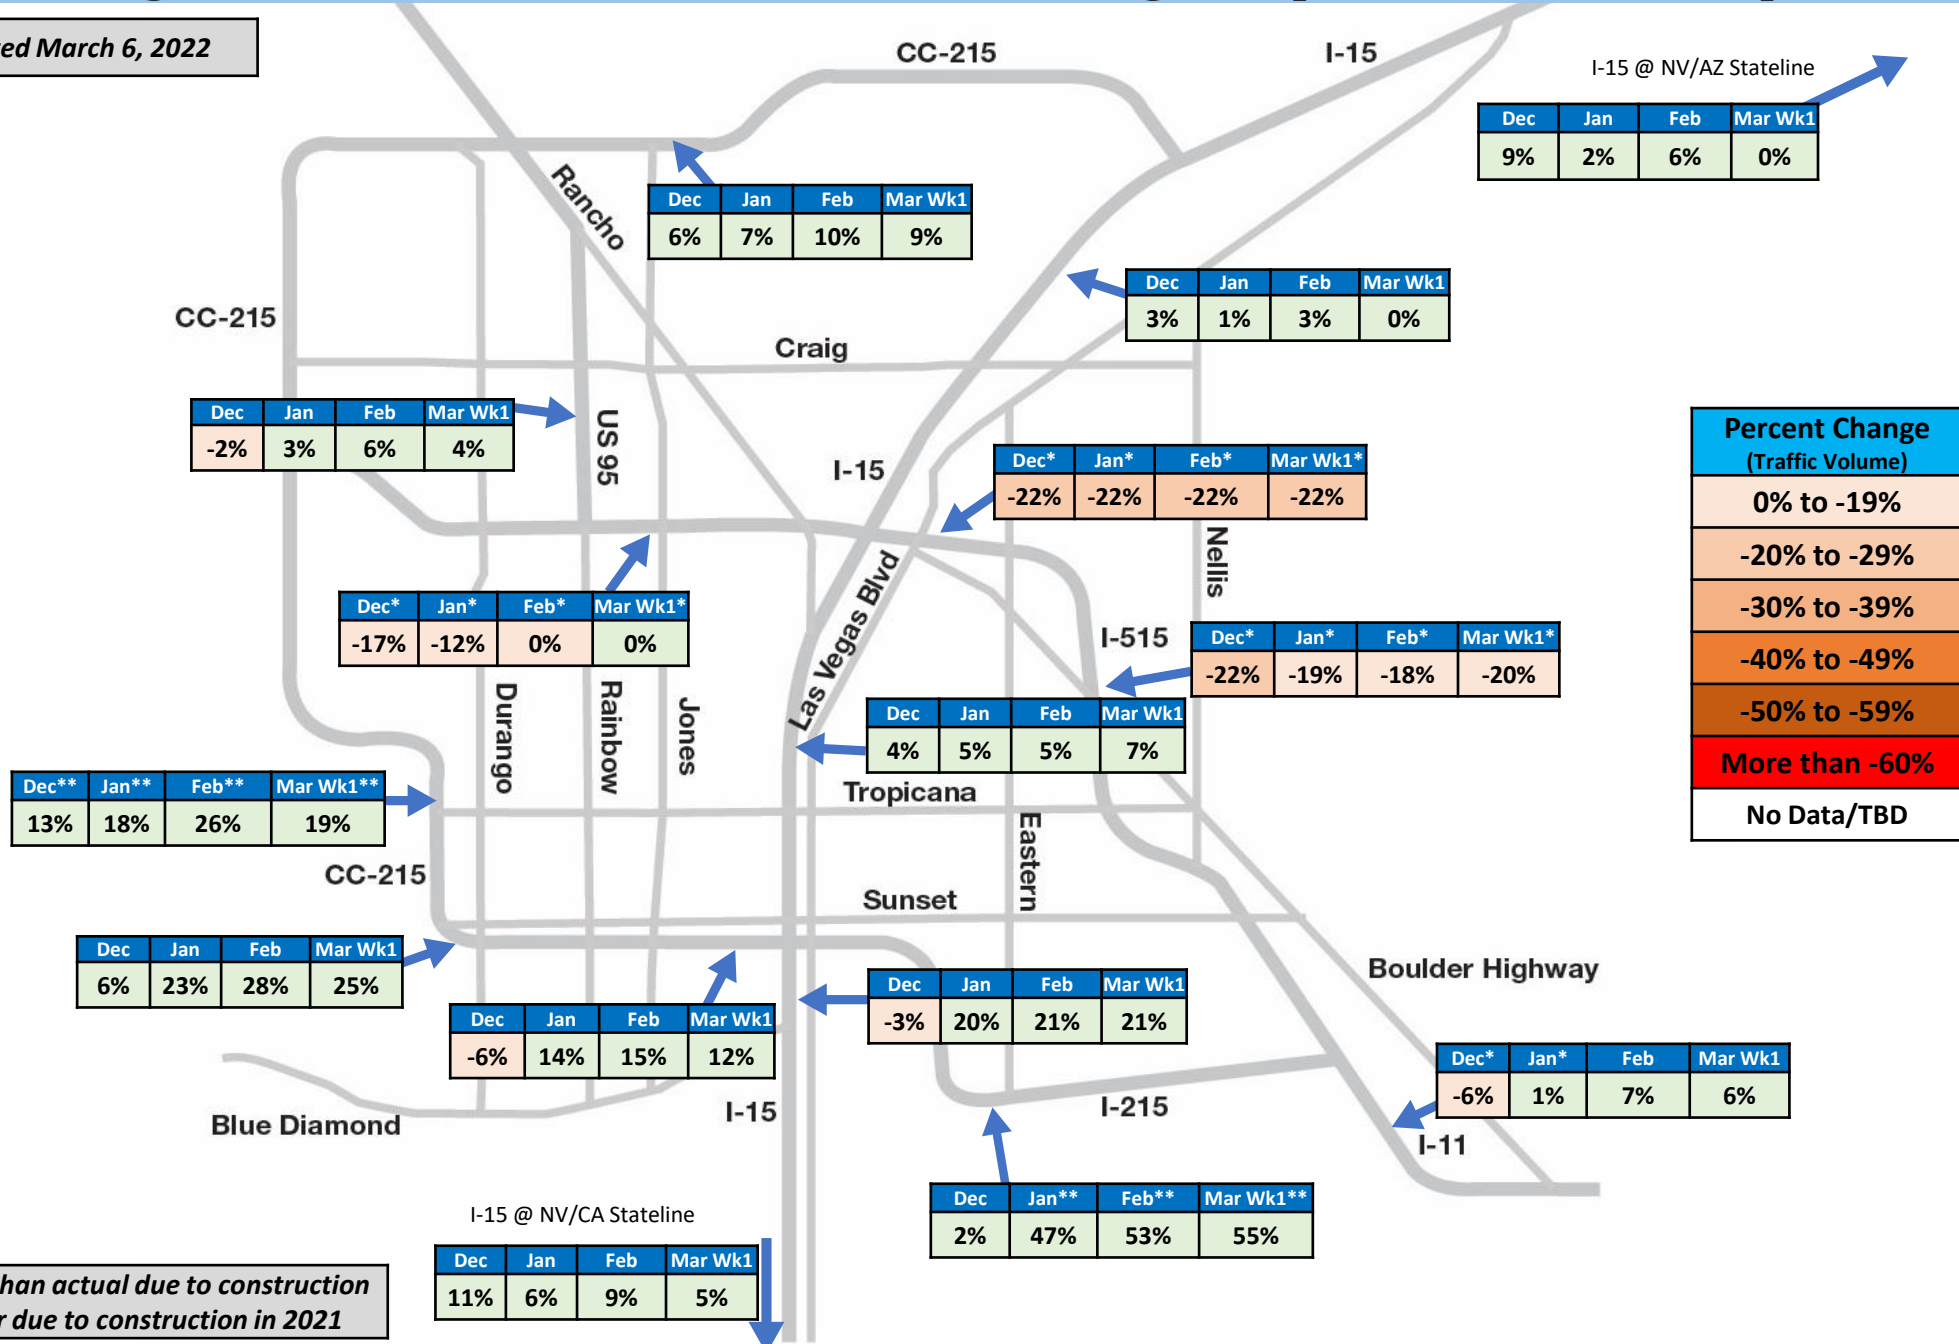 March 6, 2022
CC-215
I-15
I-15 @ NV/AZ Stateline
Dec Jan Feb Mar Wk1
9% 2% 6% 0%
Rancho
Dec Jan Feb Mar Wk1
6% 7% 10% 9%
Dec Jan Feb Mar Wk1
3% 1% 3% 0%
CC-215
Craig
Dec Jan Feb Mar Wk1
-2% 3% 6% 4%
US 95
I-15
Dec* Jan* Feb* Mar Wk1*
-22% -22% -22% -22%
Percent Change
(Traffic Volume)
0% to -19%
-20% to -29%
-30% to -39%
-40% to -49%
-50% to -59%
More than -60%
No Data/TBD
Nellis
Las Vegas Blvd
Dec* Jan* Feb* Mar Wk1*
-17% -12% 0% 0%
I-515
Dec* Jan* Feb* Mar Wk1*
-22% -19% -18% -20%
Durango
Rainbow
Jones
Dec Jan Feb Mar Wk1
4% 5% 5% 7%
Dec** Jan** Feb** Mar Wk1**
13% 18% 26% 19%
Tropicana
Eastern
CC-215
Sunset
Dec Jan Feb Mar Wk1
6% 23% 28% 25%
Boulder Highway
Dec Jan Feb Mar Wk1
-3% 20% 21% 21%
Dec Jan Feb Mar Wk1
-6% 14% 15% 12%
Dec* Jan* Feb Mar Wk1
-6% 1% 7% 6%
Blue Diamond
I-15
I-215
I-11
Dec Jan** Feb** Mar Wk1**
2% 47% 53% 55%
I-15 @ NV/CA Stateline
Dec Jan Feb Mar Wk1
11% 6% 9% 5%
han actual due to construction
r due to construction in 2021